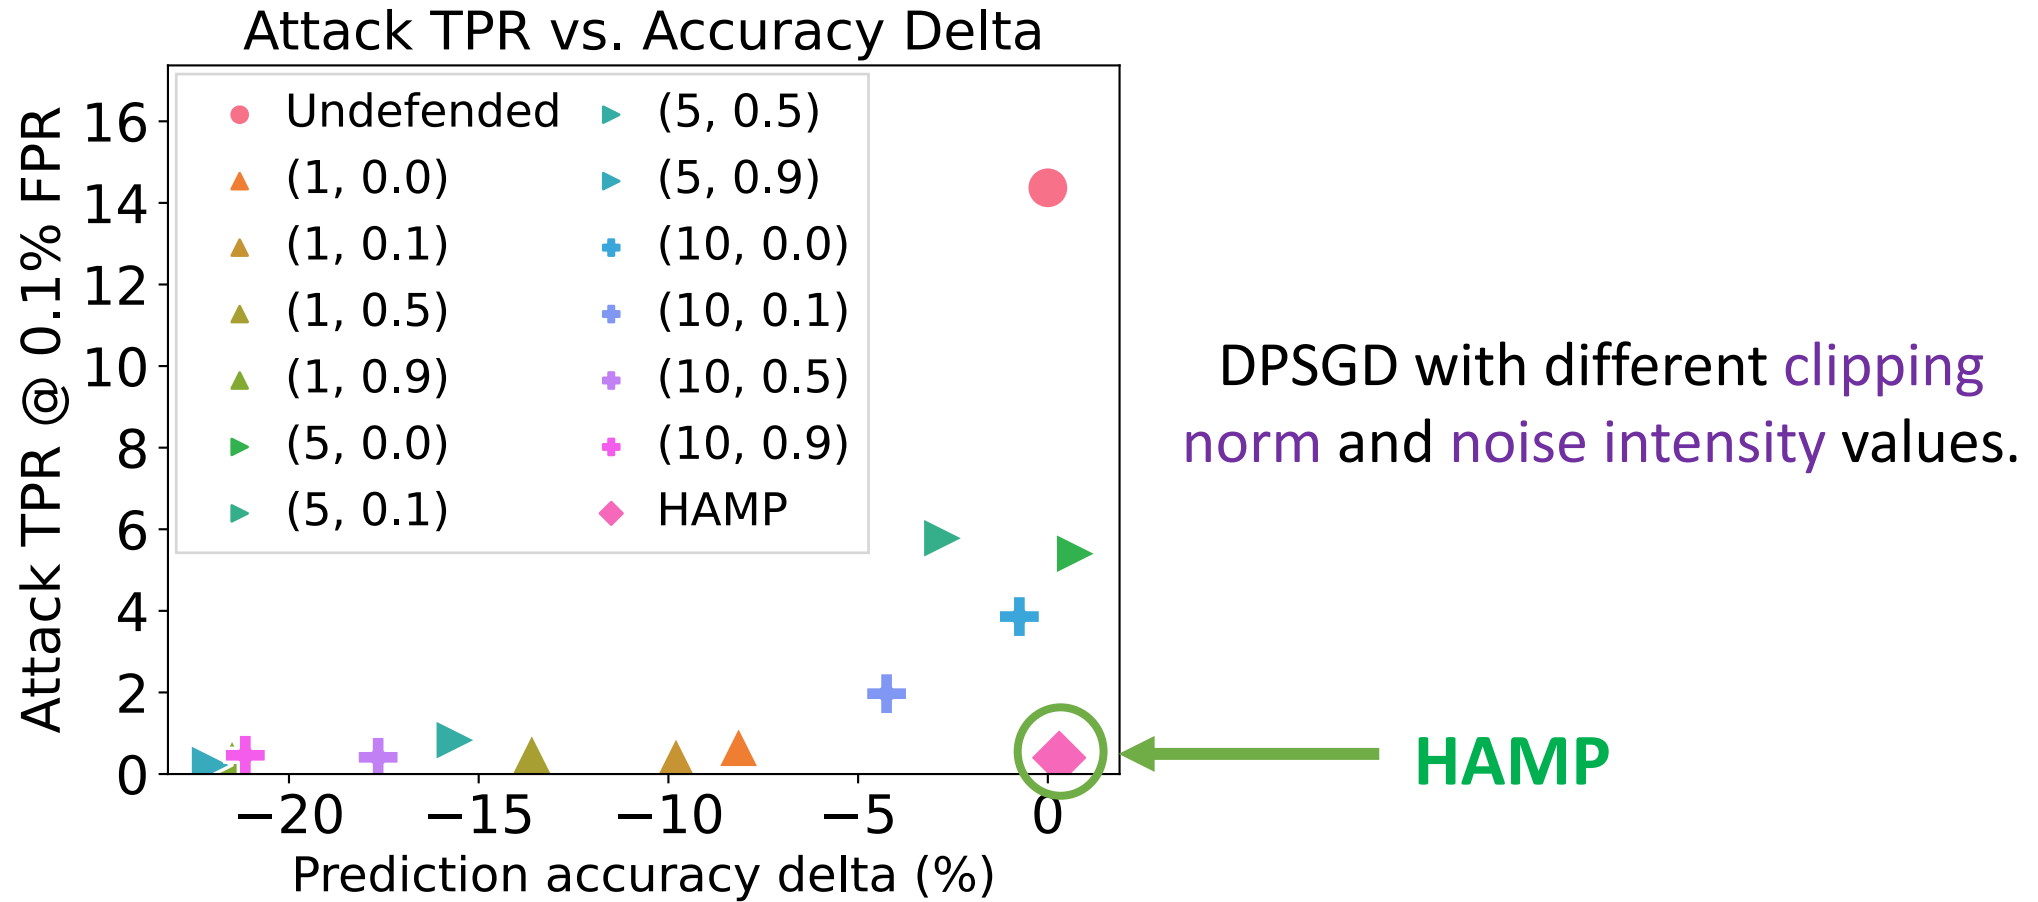 Attack TPR vs. Accuracy Delta
Attack TPR @ 0.1% FPR
16
14
12
10
8
6
4
2
0
Undefended
(1, 0.0)
(1, 0.1)
(1, 0.5)
(1, 0.9)
(5, 0.0)
(5, 0.1)
(5, 0.5)
(5, 0.9)
(10, 0.0)
(10, 0.1)
(10, 0.5)
(10, 0.9)
HAMP
−20 −15 −10 −5 0
Prediction accuracy delta (%)
DPSGD with different clipping
norm and noise intensity values.
HAMP